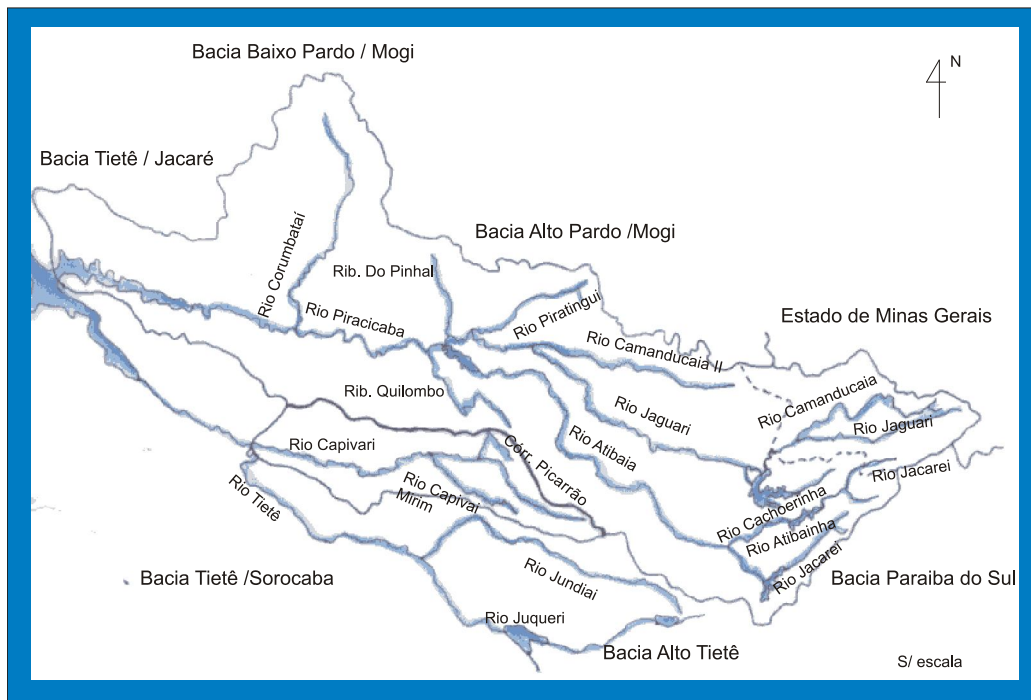 Bacia Baixo Pardo / Mogi
N
Bacia Tietê / Jacaré
Bacia Alto Pardo /Mogi
Rio Corumbataí
Rib. Do Pinhal
Rio Piracicaba
Rio Piratingui
Estado de Minas Gerais
Rio Camanducaia II
Rib. Quilombo
Rio Camanducaia
Rio Jaguari
Rio Jaguari
Rio Atibaia
Rio Capivari
Córr. Picarrão
Rio Jacarei
Rio Capivai
Mirim
Rio Tietê
Rio Cachoerinha
Rio Atibainha
Rio Jacarei
Bacia Tietê /Sorocaba
Rio Jundiai
Bacia Paraiba do Sul
Rio Juqueri
Bacia Alto Tietê
S/ escala